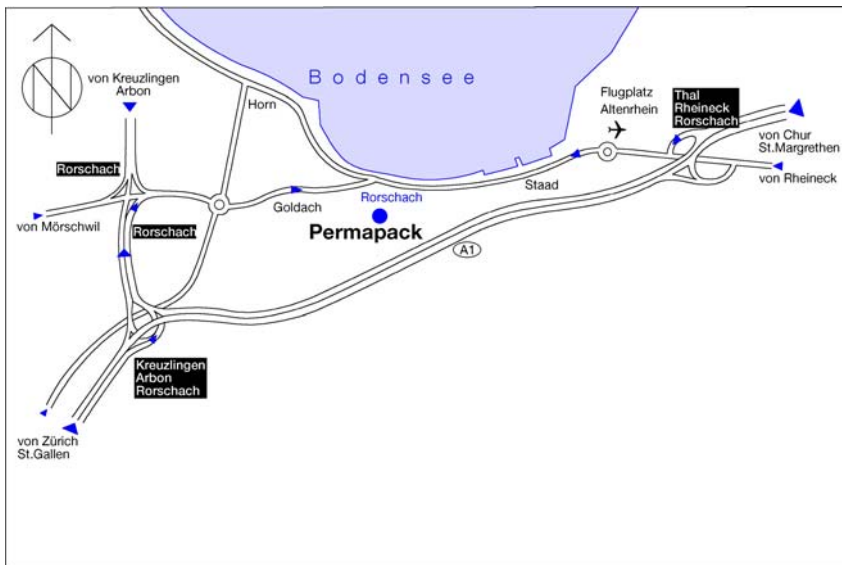 Bodensee
von Kreuzlingen
Arbon
Horn
Flugplatz
Altenrhein
Thal
Rheineck
Rorschach
von Chur
St.Margrethen
von Rheineck
Rorschach
Staad
Goldach
Rorschach
Permapack
von Mörschwil
Rorschach
A1
Kreuzlingen
Arbon
Rorschach
von Zürich
St.Gallen